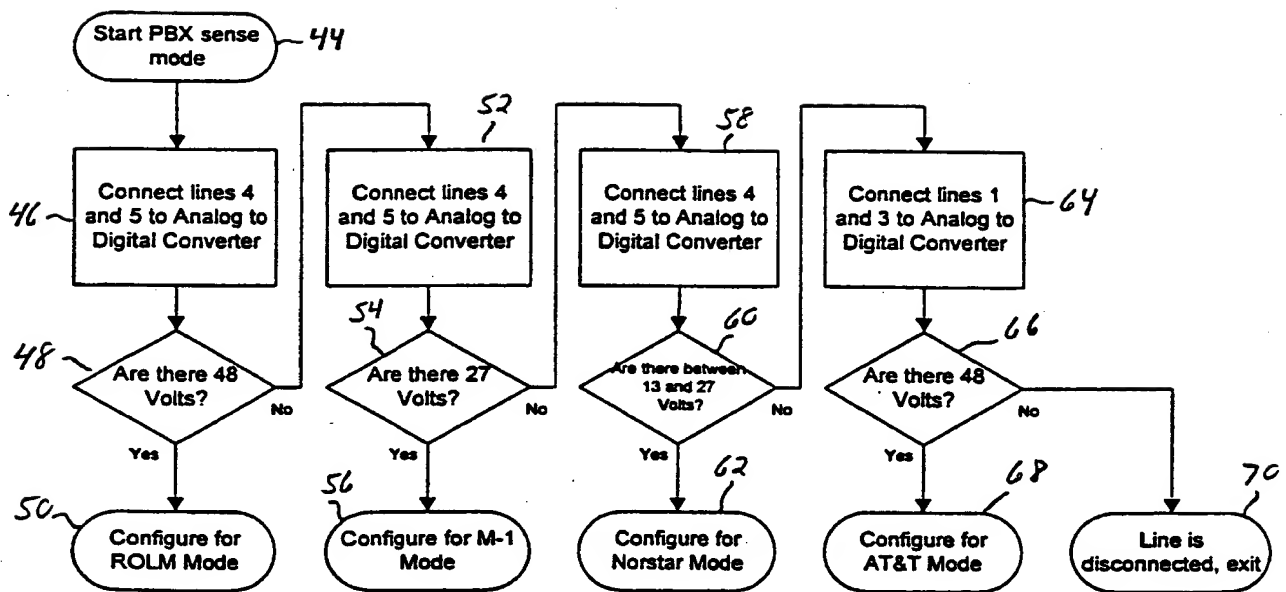 Start PBX sense
mode
44
46
Connect lines 4
and 5 to Analog to
Digital Converter
52
Connect lines 4
and 5 to Analog to
Digital Converter
58
Connect lines 4
and 5 to Analog to
Digital Converter
64
Connect lines 1
and 3 to Analog to
Digital Converter
48
Are there 48
Volts?
No
Yes
54
Are there 27
Volts?
No
Yes
60
Are there between
13 and 27
Volts?
No
Yes
66
Are there 48
Volts?
No
Yes
50
Configure for
ROLM Mode
56
Configure for M-1
Mode
62
Configure for
Norstar Mode
68
Configure for
AT&T Mode
70
Line is
disconnected, exit